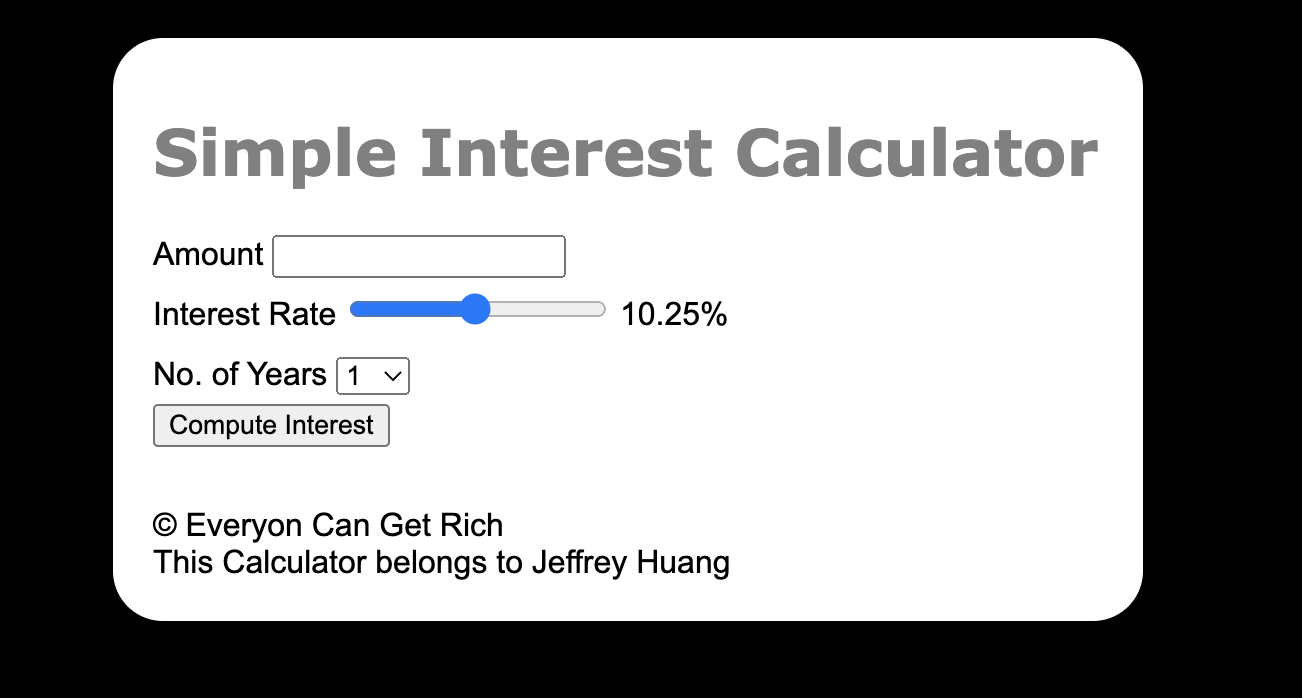 Simple Interest Calculator
Amount
Interest Rate 10.25%
No. of Years 1
Compute Interest
© Everyon Can Get Rich
This Calculator belongs to Jeffrey Huang